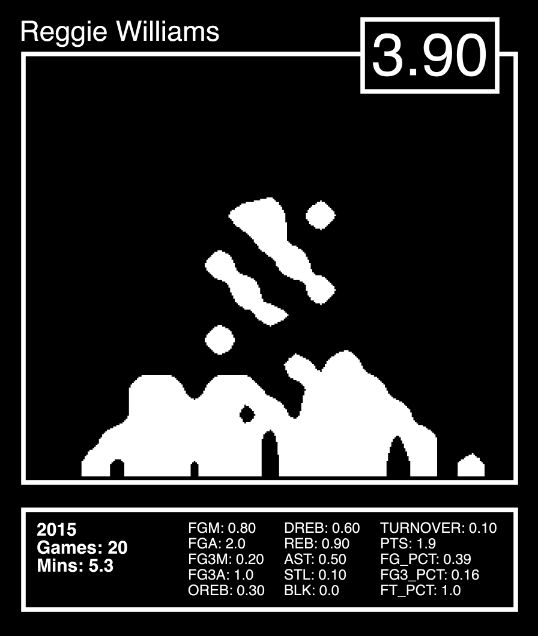 Reggie Williams
3.90
2015
Games: 20
Mins: 5.3
FGM: 0.80
FGA: 2.0
FG3M: 0.20
FG3A: 1.0
OREB: 0.30
DREB: 0.60
REB: 0.90
AST: 0.50
STL: 0.10
BLK: 0.0
TURNOVER: 0.10
PTS: 1.9
FG_PCT: 0.39
FG3_PCT: 0.16
FT_PCT: 1.0